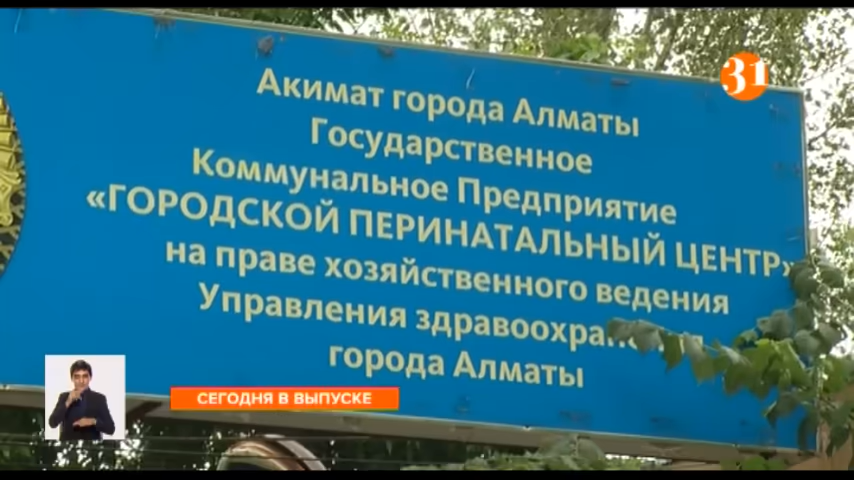 31
Акимат города Алматы
Государственное
Коммунальное Предприятие
«ГОРОДСКОЙ ПЕРИНАТАЛЬНЫЙ ЦЕНТР»
на праве хозяйственного ведения
Управления
города Алматы
СЕГОДНЯ В ВЫПУСКЕ